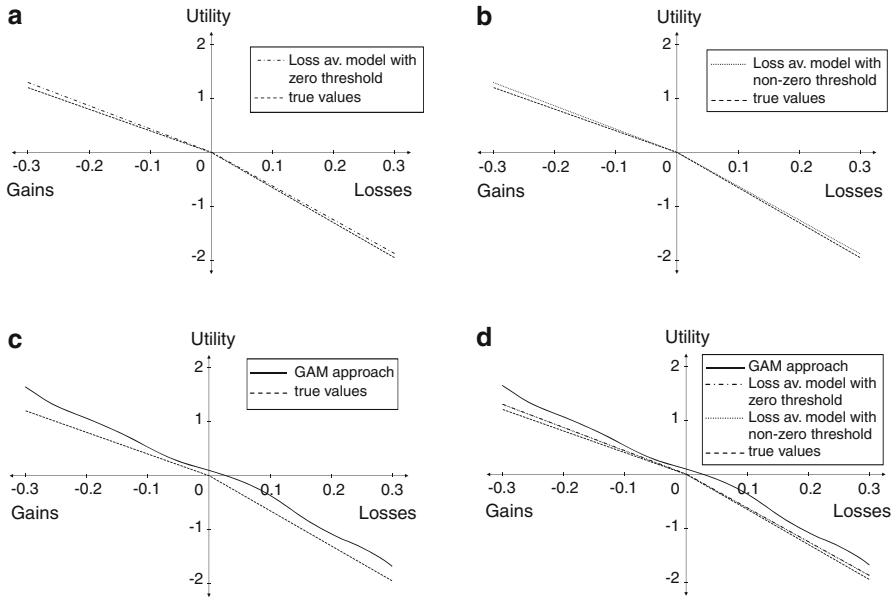 a
Utility
2
1
-1
-2
-0.3 -0.2 -0.1 0 0.1 0.2 0.3
Gains
Losses
Loss av. model with
zero threshold
true values
b
Utility
2
1
-1
-2
-0.3 -0.2 -0.1 0 0.1 0.2 0.3
Gains
Losses
Loss av. model with
non-zero threshold
true values
c
Utility
2
1
-1
-2
-0.3 -0.2 -0.1 0 0.1 0.2 0.3
Gains
Losses
GAM approach
true values
d
Utility
2
1
-1
-2
-0.3 -0.2 -0.1 0 0.1 0.2 0.3
Gains
Losses
GAM approach
Loss av. model with
zero threshold
Loss av. model with
non-zero threshold
true values